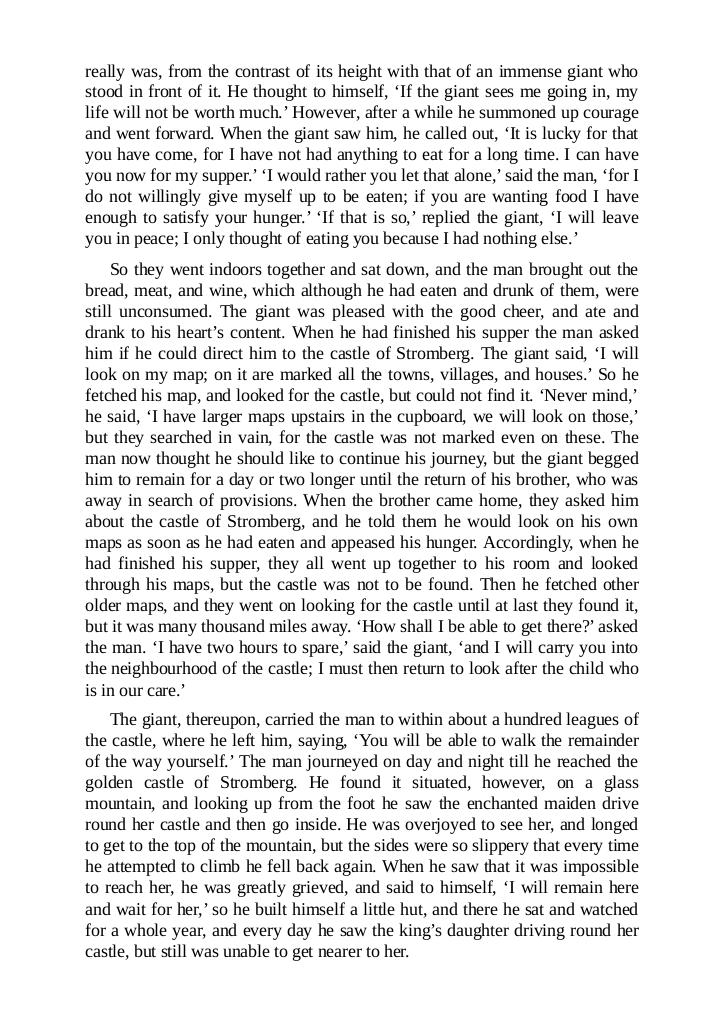 really was, from the contrast of its height with that of an immense giant who
stood in front of it. He thought to himself, ‘If the giant sees me going in, my
life will not be worth much.’ However, after a while he summoned up courage
and went forward. When the giant saw him, he called out, ‘It is lucky for that
you have come, for I have not had anything to eat for a long time. I can have
you now for my supper.’ ‘I would rather you let that alone,’ said the man, ‘for I
do not willingly give myself up to be eaten; if you are wanting food I have
enough to satisfy your hunger.’ ‘If that is so,’ replied the giant, ‘I will leave
you in peace; I only thought of eating you because I had nothing else.’
So they went indoors together and sat down, and the man brought out the
bread, meat, and wine, which although he had eaten and drunk of them, were
still unconsumed. The giant was pleased with the good cheer, and ate and
drank to his heart’s content. When he had finished his supper the man asked
him if he could direct him to the castle of Stromberg. The giant said, ‘I will
look on my map; on it are marked all the towns, villages, and houses.’ So he
fetched his map, and looked for the castle, but could not find it. ‘Never mind,’
he said, ‘I have larger maps upstairs in the cupboard, we will look on those,’
but they searched in vain, for the castle was not marked even on these. The
man now thought he should like to continue his journey, but the giant begged
him to remain for a day or two longer until the return of his brother, who was
away in search of provisions. When the brother came home, they asked him
about the castle of Stromberg, and he told them he would look on his own
maps as soon as he had eaten and appeased his hunger. Accordingly, when he
had finished his supper, they all went up together to his room and looked
through his maps, but the castle was not to be found. Then he fetched other
older maps, and they went on looking for the castle until at last they found it,
but it was many thousand miles away. ‘How shall I be able to get there?’ asked
the man. ‘I have two hours to spare,’ said the giant, ‘and I will carry you into
the neighbourhood of the castle; I must then return to look after the child who
is in our care.’
The giant, thereupon, carried the man to within about a hundred leagues of
the castle, where he left him, saying, ‘You will be able to walk the remainder
of the way yourself.’ The man journeyed on day and night till he reached the
golden castle of Stromberg. He found it situated, however, on a glass
mountain, and looking up from the foot he saw the enchanted maiden drive
round her castle and then go inside. He was overjoyed to see her, and longed
to get to the top of the mountain, but the sides were so slippery that every time
he attempted to climb he fell back again. When he saw that it was impossible
to reach her, he was greatly grieved, and said to himself, ‘I will remain here
and wait for her,’ so he built himself a little hut, and there he sat and watched
for a whole year, and every day he saw the king’s daughter driving round her
castle, but still was unable to get nearer to her.